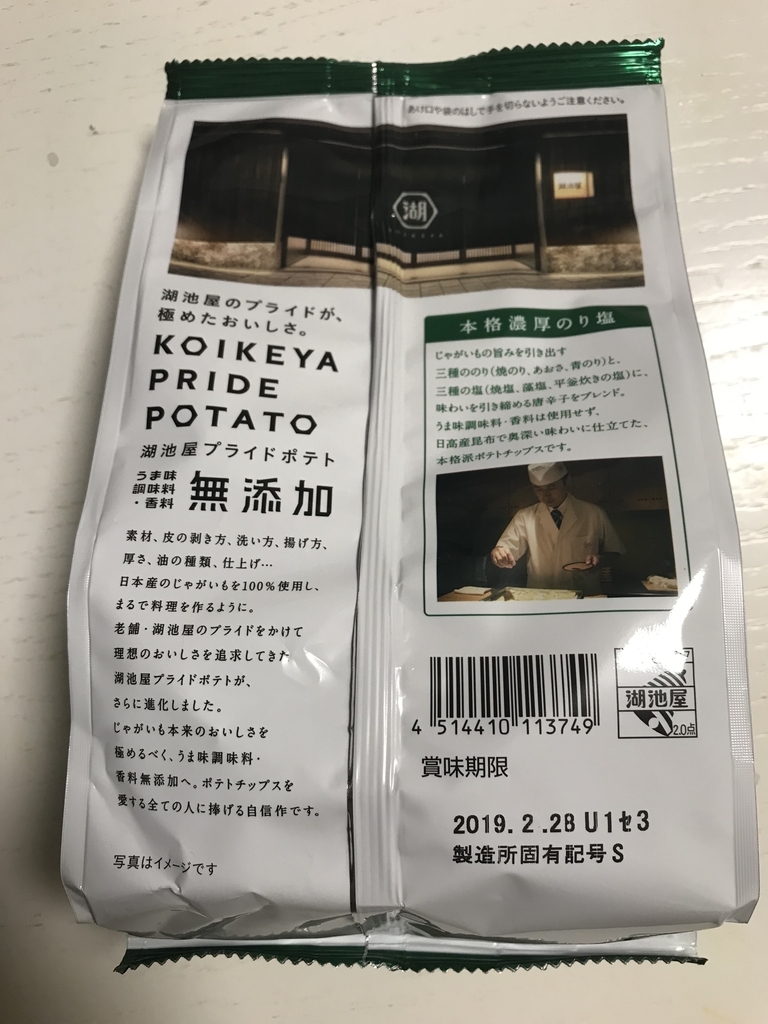 あけ口や袋のはしで手を切らないようご注意ください。
湖池屋
湖
KOIKEYA
湖池屋のプライドが、
極めたおいしさ。
KOIKEYA
PRIDE
POTATO
湖池屋プライドポテト
うま味
調味料
・香料
無添加
素材、皮の剥き方、洗い方、揚げ方、
厚さ、油の種類、仕上げ…
日本産のじゃがいもを100%使用し、
まるで料理を作るように。
老舗・湖池屋のプライドをかけて
理想のおいしさを追求してきた
湖池屋プライドポテトが、
さらに進化しました。
じゃがいも本来のおいしさを
極めるべく、うま味調味料・
香料無添加へ。ポテトチップスを
愛する全ての人に捧げる自信作です。
写真はイメージです
本格濃厚のり塩
じゃがいもの旨みを引き出す
三種ののり(焼のり、あおさ、青のり)と、
三種の塩(焼塩、藻塩、平釜炊きの塩)に、
味わいを引き締める唐辛子をブレンド。
うま味調味料・香料は使用せず、
日高産昆布で奥深い味わいに仕立てた、
本格派ポテトチップスです。
4 514410 113749
湖池屋
2.0点
賞味期限
2019.2.28 U1セ3
製造所固有記号 S